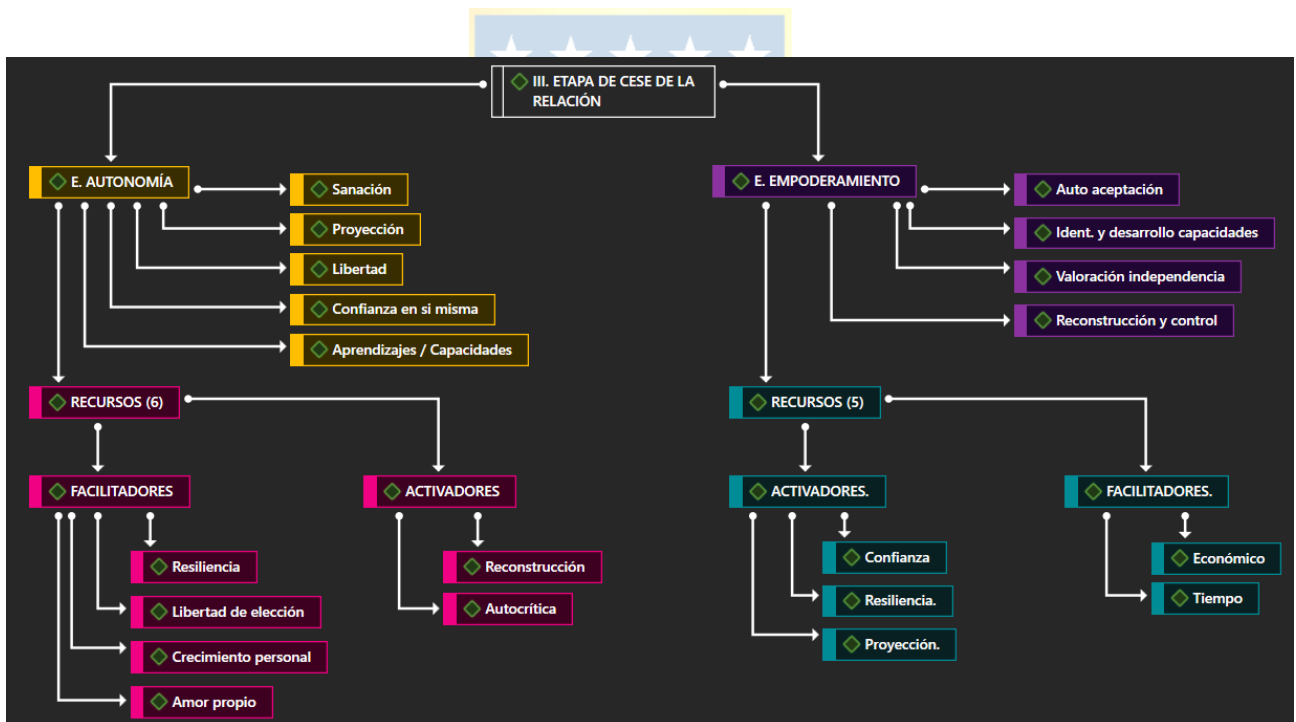 III. ETAPA DE CESE DE LA
RELACIÓN
E. AUTONOMÍA
Sanación
Proyección
Libertad
Confianza en si misma
Aprendizajes / Capacidades
RECURSOS (6)
FACILITADORES
Resiliencia
Libertad de elección
Crecimiento personal
Amor propio
ACTIVADORES
Reconstrucción
Autocrítica
E. EMPODERAMIENTO
Auto aceptación
Ident. y desarrollo capacidades
Valoración independencia
Reconstrucción y control
RECURSOS (5)
ACTIVADORES.
Confianza
Resiliencia.
Proyección.
FACILITADORES.
Económico
Tiempo